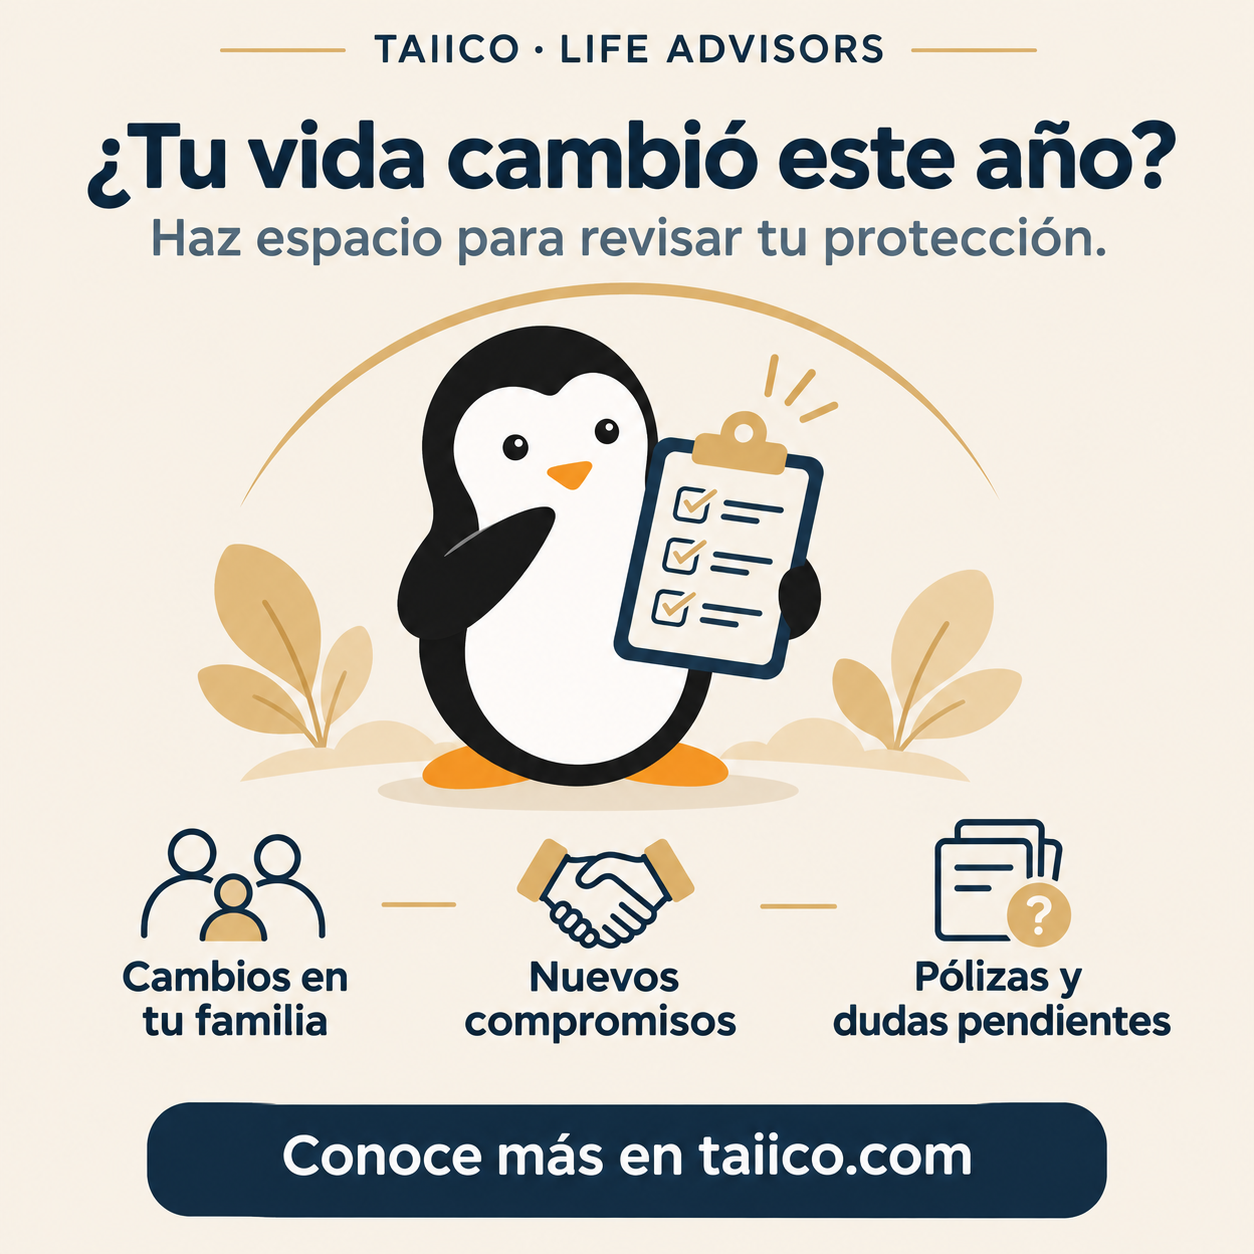 TAIICO · LIFE ADVISORS
¿Tu vida cambió este año?
Haz espacio para revisar tu protección.
Cambios en
tu familia
Nuevos
compromisos
?
Pólizas y
dudas pendientes
Conoce más en taiico.com